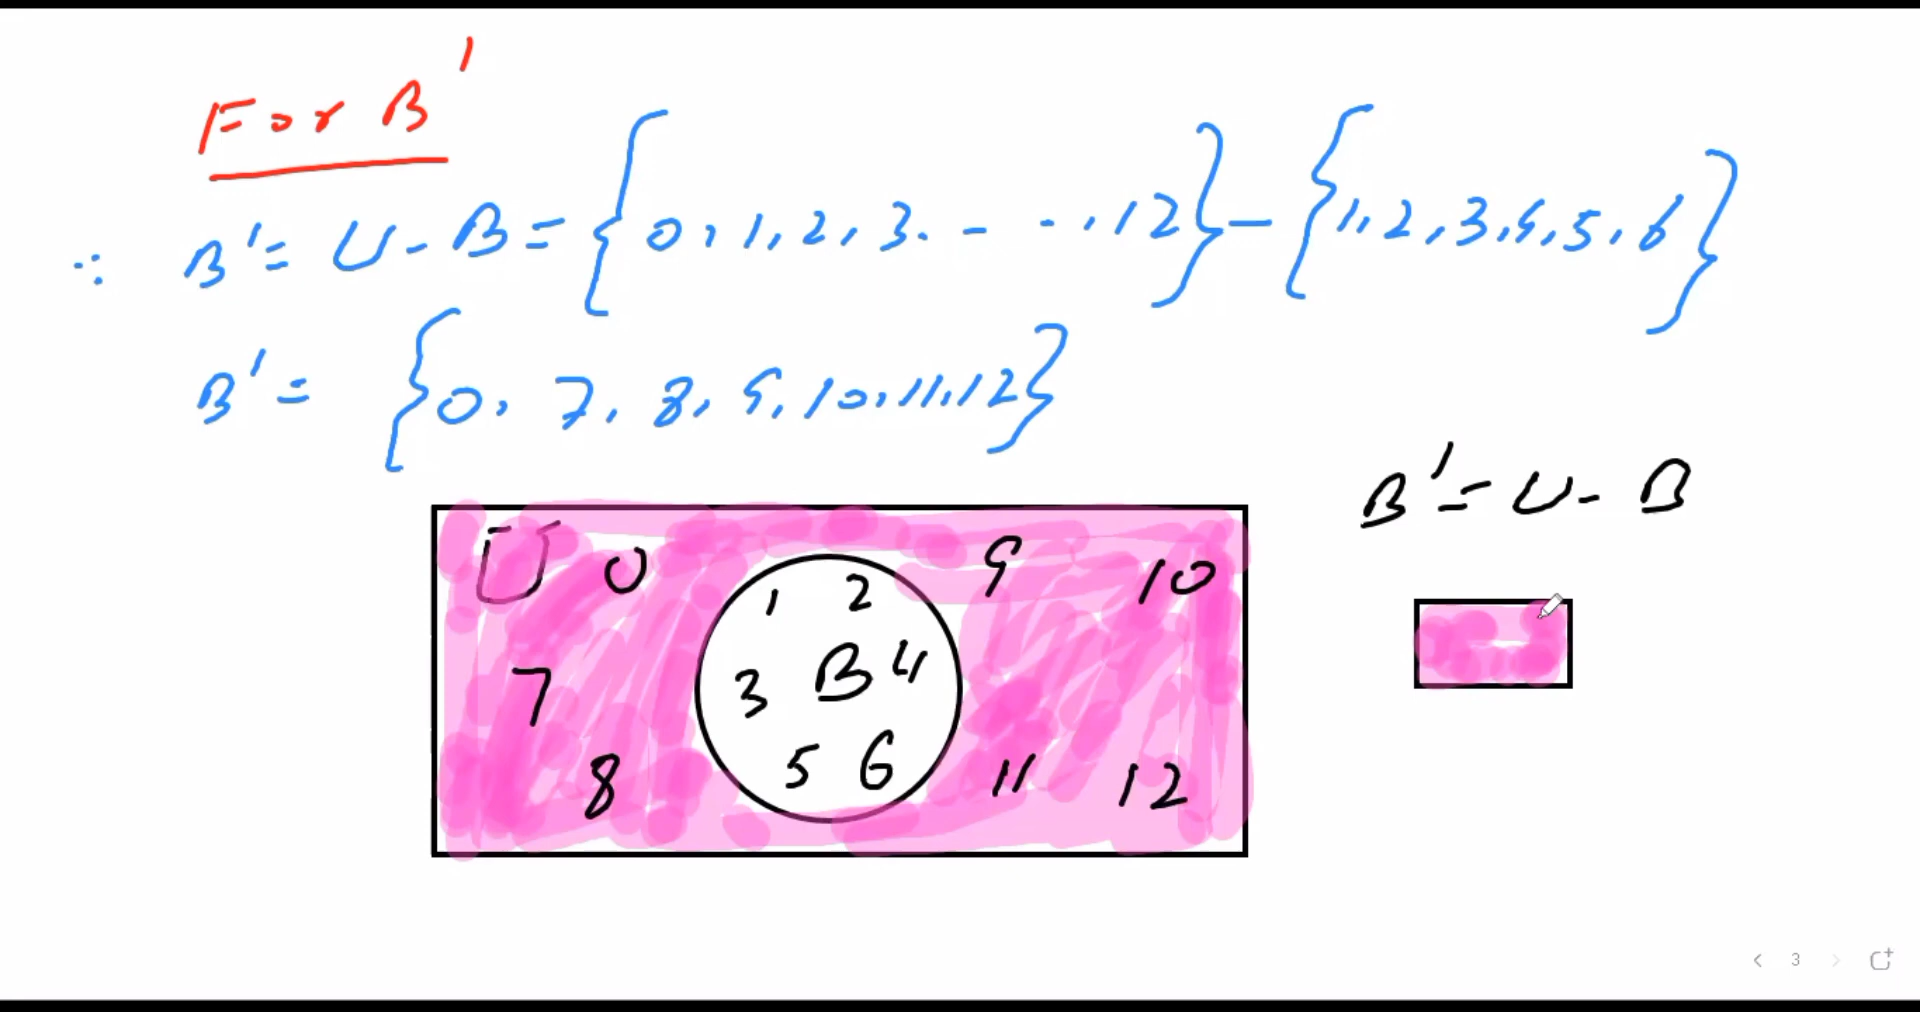 For B'
∵ B' = U - B = {0, 1, 2, 3. - - ., 12} - {1, 2, 3, 4, 5, 6}
B' = {0, 7, 8, 9, 10, 11, 12}
B' = U - B
U 0 9 10
1 2
7 3 B 4
8 5 6 11 12
3